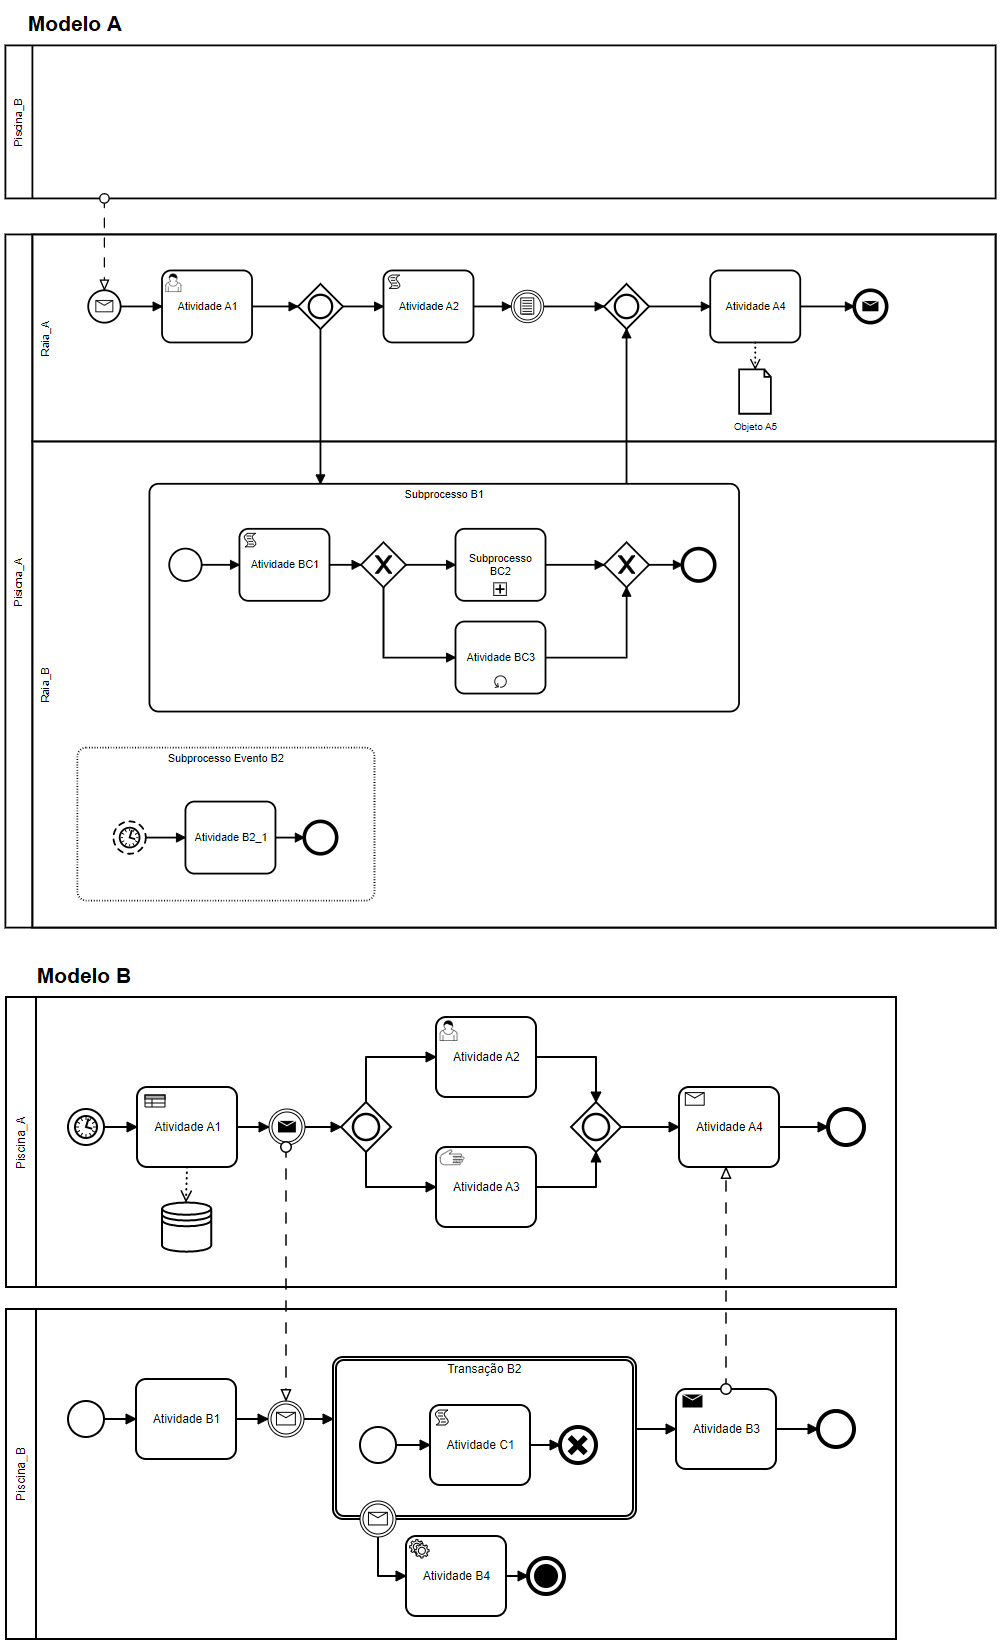 Modelo A
Piscina_B
Pisicna_A
Raia_A
Atividade A1
Atividade A2
Atividade A4
Objeto A5
Raia_B
Subprocesso B1
Atividade BC1
Subprocesso
BC2
Atividade BC3
Subprocesso Evento B2
Atividade B2_1
Modelo B
Piscina_A
Atividade A1
Atividade A2
Atividade A3
Atividade A4
Piscina_B
Atividade B1
Transação B2
Atividade C1
Atividade B3
Atividade B4